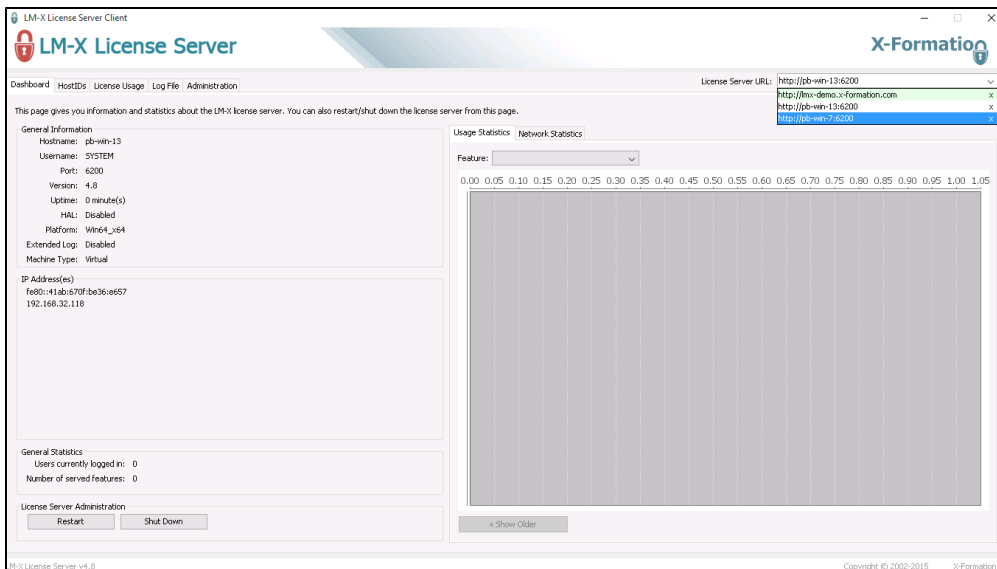 LM-X License Server Client
LM-X License Server
X-Formation
Dashboard HostIDs License Usage Log File Administration
License Server URL: http://pb-win-13:6200
http://lmx-demo.x-formation.com x
http://pb-win-13:6200 x
http://pb-win-7:6200 x
This page gives you information and statistics about the LM-X license server. You can also restart/shut down the license server from this page.
General Information
Hostname: pb-win-13
Username: SYSTEM
Port: 6200
Version: 4.8
Uptime: 0 minute(s)
HAL: Disabled
Platform: Win64_x64
Extended Log: Disabled
Machine Type: Virtual
IP Address(es)
fe80::41ab:670f:be36:e657
192.168.32.118
General Statistics
Users currently logged in: 0
Number of served features: 0
License Server Administration
Restart Shut Down
Usage Statistics Network Statistics
Feature:
0.00 0.05 0.10 0.15 0.20 0.25 0.30 0.35 0.40 0.45 0.50 0.55 0.60 0.65 0.70 0.75 0.80 0.85 0.90 0.95 1.00 1.05
« Show Older
M-X License Server v4.8
Copyright © 2002-2015 X-Formation